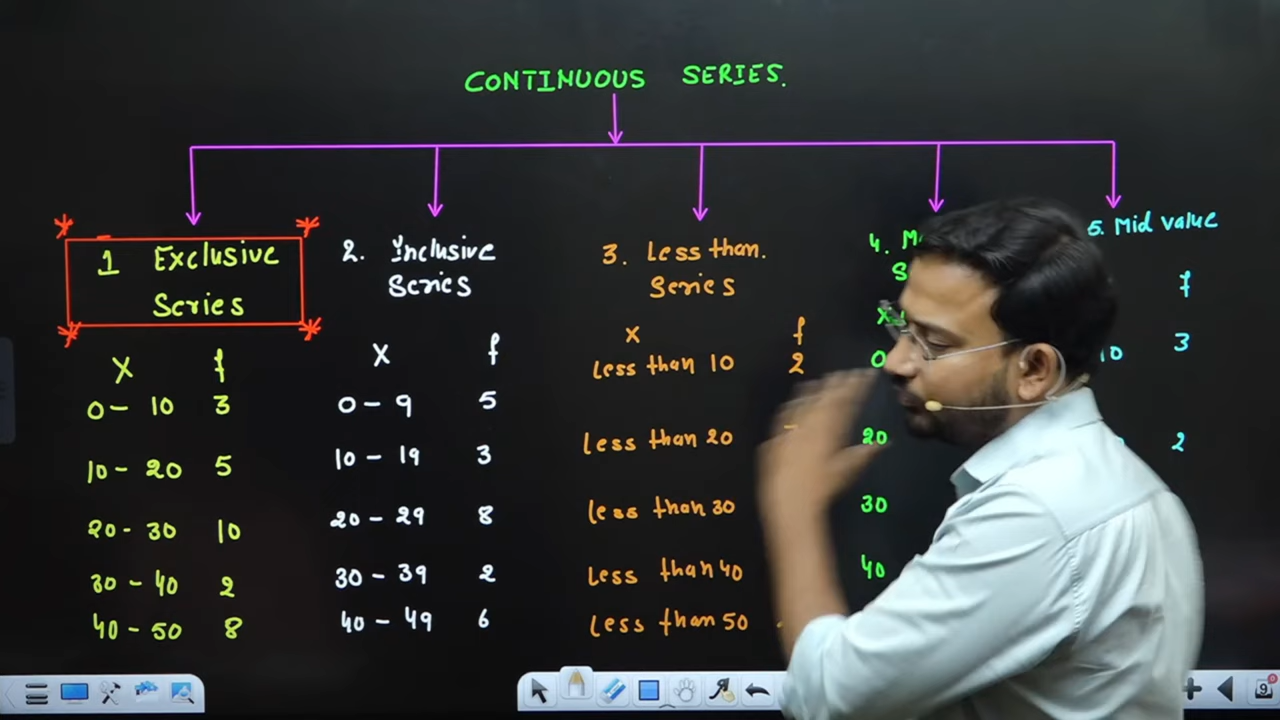 CONTINUOUS SERIES.
1 Exclusive
Series
X f
0 - 10 3
10 - 20 5
20 - 30 10
30 - 40 2
40 - 50 8
2. Inclusive
Series
X f
0 - 9 5
10 - 19 3
20 - 29 8
30 - 39 2
40 - 49 6
3. Less than.
Series
X f
Less than 10 2
Less than 20
Less than 30
Less than 40
Less than 50
4.
20
30
40
5. Mid value
f
3
2
9